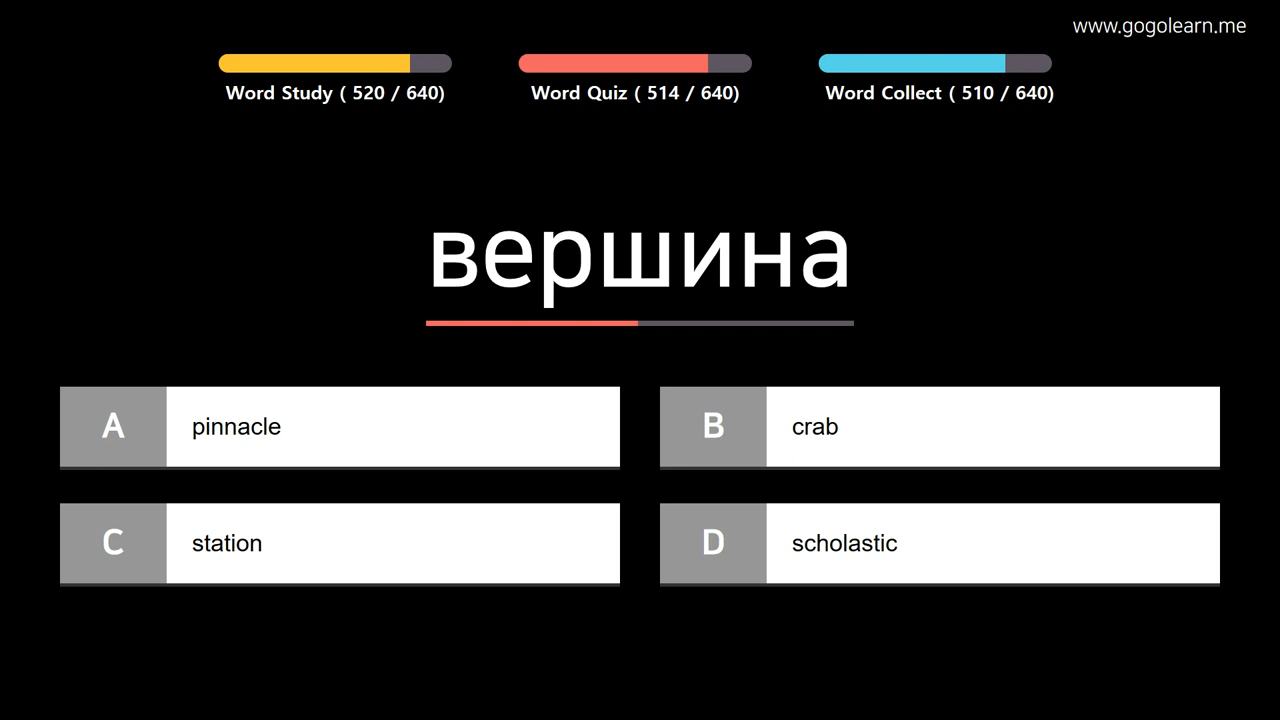 www.gogolearn.me
Word Study ( 520 / 640)
Word Quiz ( 514 / 640)
Word Collect ( 510 / 640)
вершина
A pinnacle
B crab
C station
D scholastic